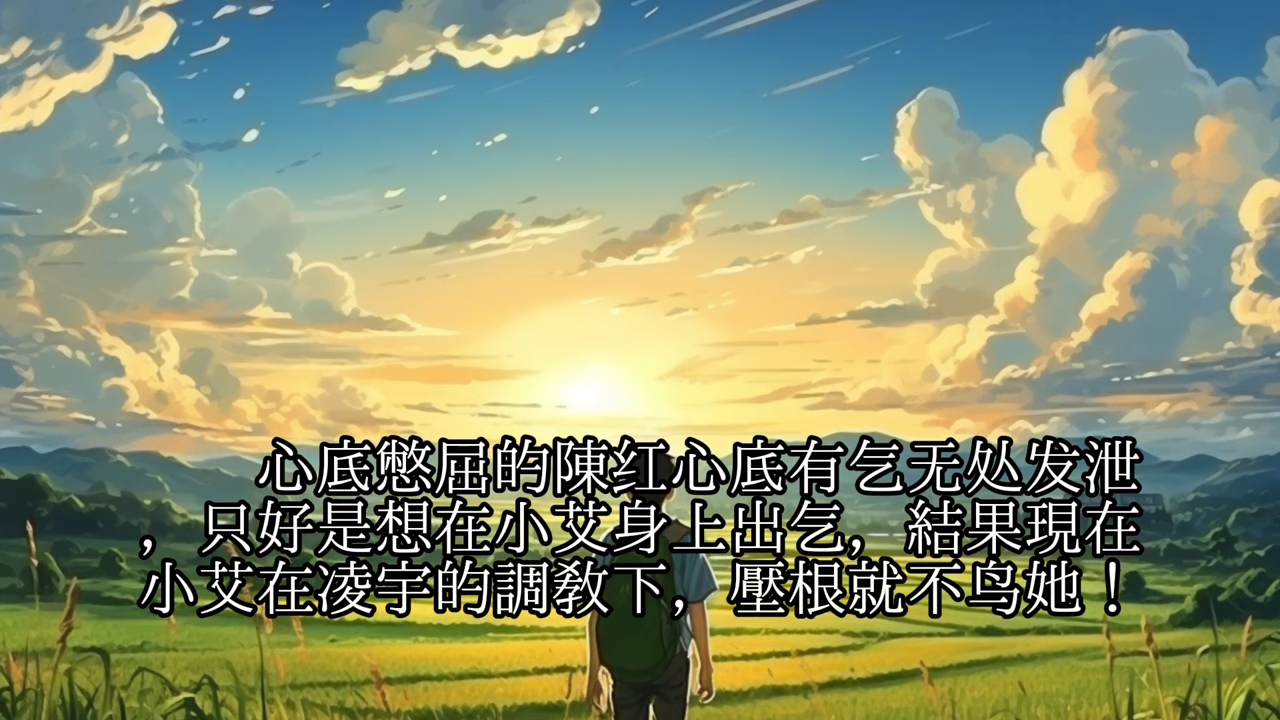 心底憋屈的陳红心底有乞无处发泄
，只好是想在小艾身上出乞，結果現在
小艾在凌宇的調教下，壓根就不鸟她！